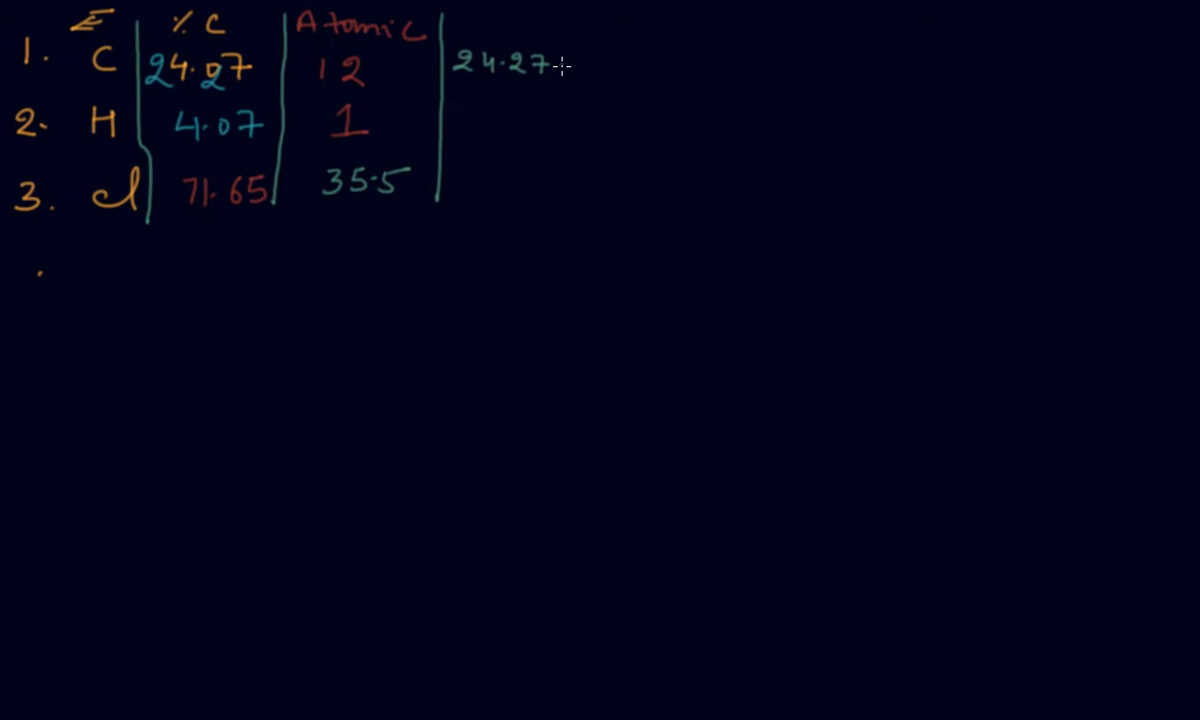 E % C Atomic
1. C 24.27 12 24.27
2. H 4.07 1
3. Cl 71.65 35.5